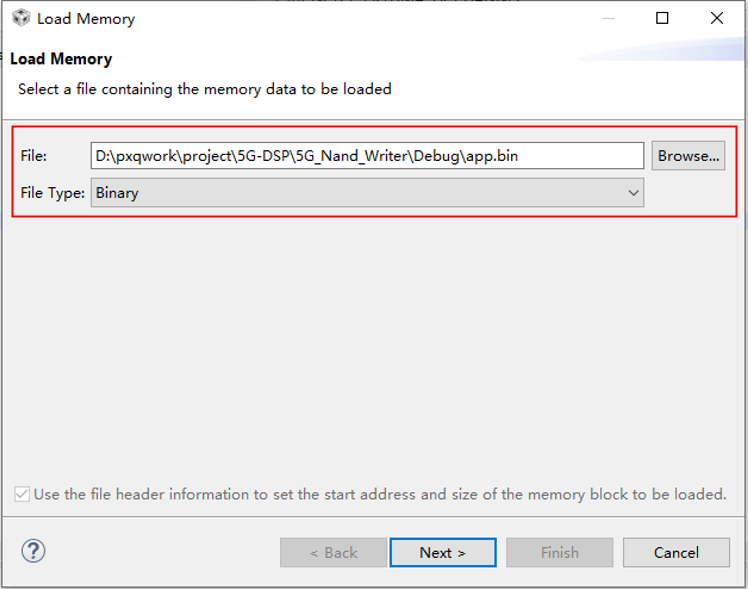 Load Memory
Load Memory
Select a file containing the memory data to be loaded
File: D:\pxqwork\project\5G-DSP\5G_Nand_Writer\Debug\app.bin Browse...
File Type: Binary
Use the file header information to set the start address and size of the memory block to be loaded.
? < Back Next > Finish Cancel